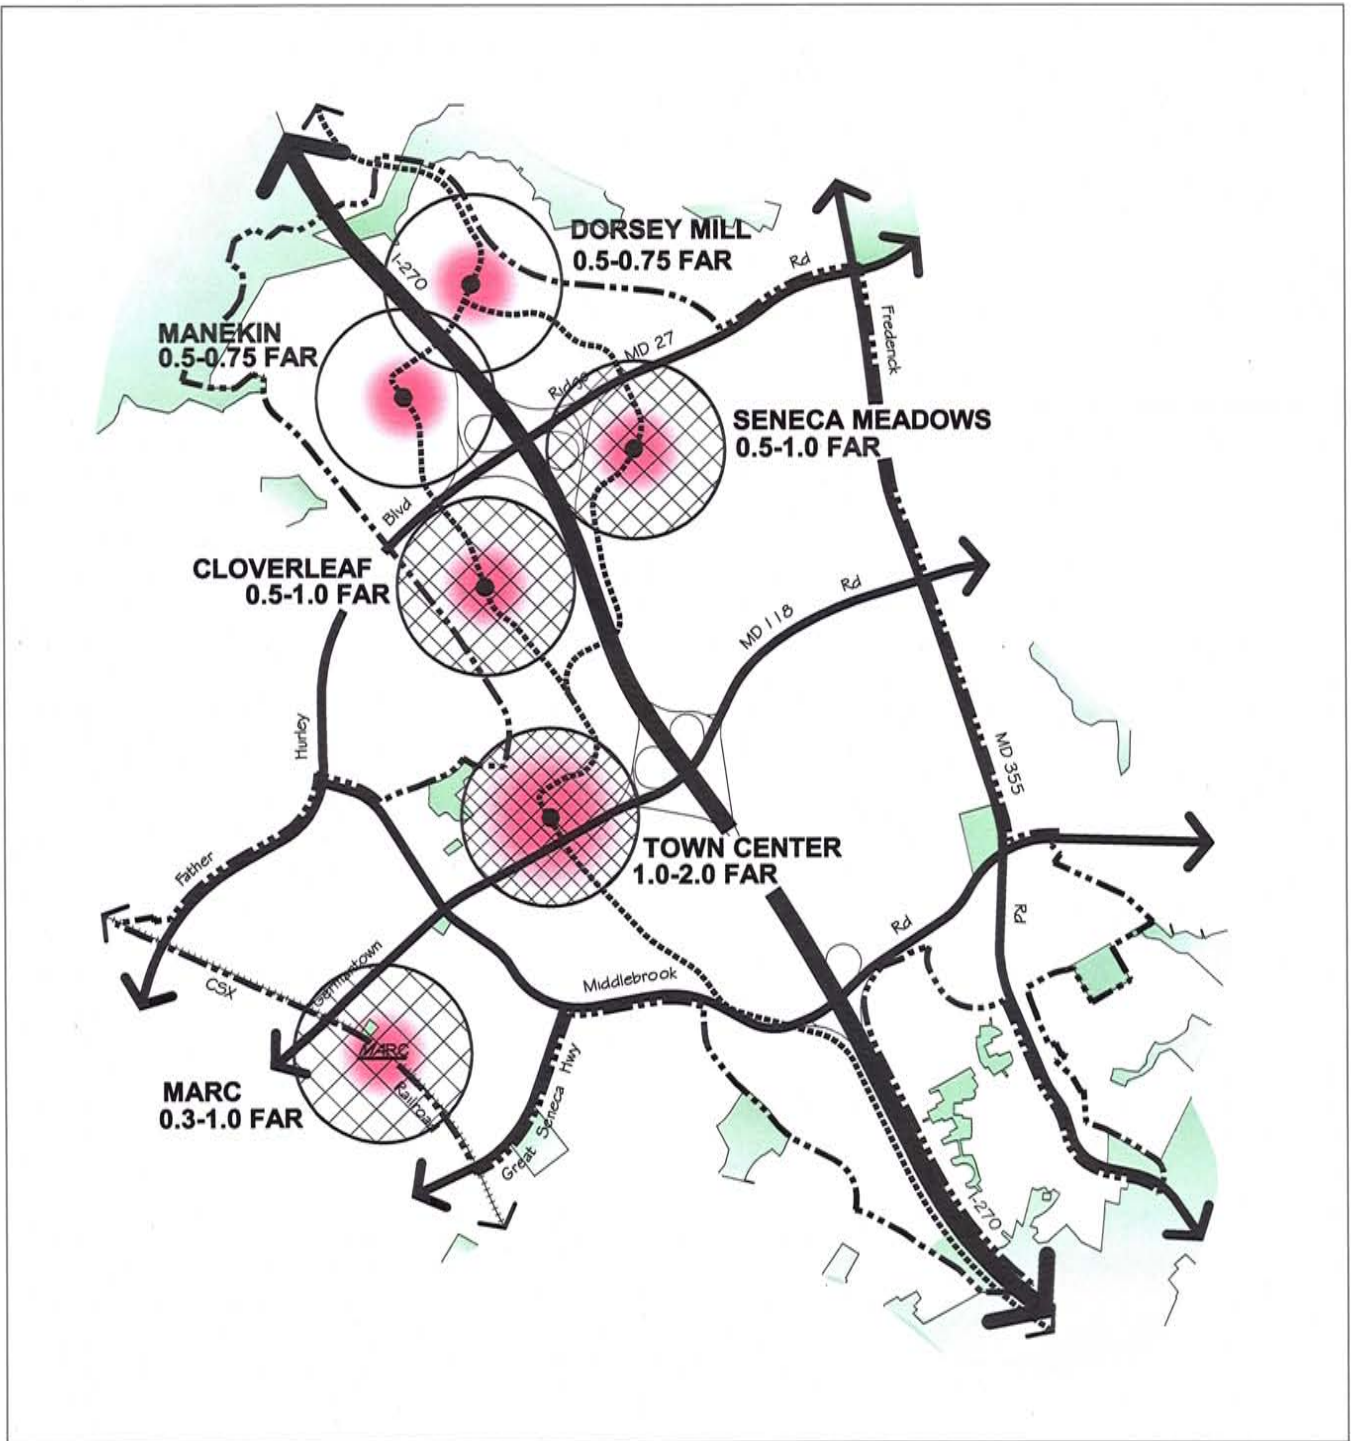 DORSEY MILL
0.5-0.75 FAR
I-270
Rd
MANEKIN
0.5-0.75 FAR
Frederick
MD 27
Ridge
SENECA MEADOWS
0.5-1.0 FAR
Blvd
CLOVERLEAF
0.5-1.0 FAR
Rd
MD 118
Hurley
MD 355
TOWN CENTER
1.0-2.0 FAR
Father
Rd
Rd
CSX
Germantown
Middlebrook
MARC
Railroad
MARC
0.3-1.0 FAR
Great Seneca Hwy
I-270